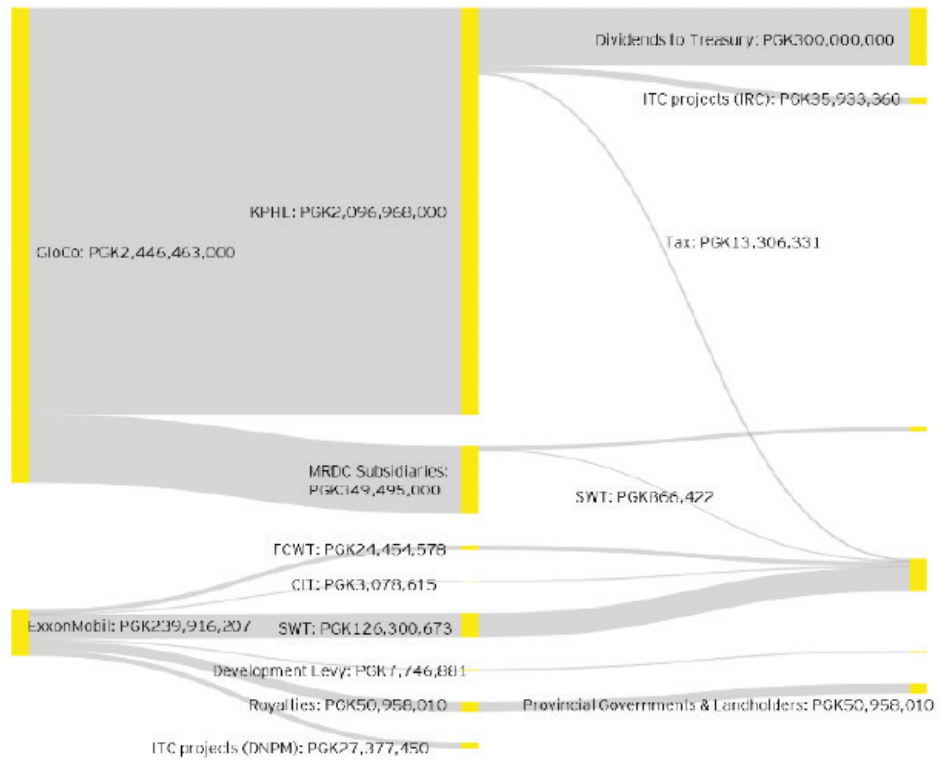 Dividends to Treasury: PGK300,000,000
ITC projects (IRC): PGK35,933,360
KPHL: PGK2,096,968,000
Tax: PGK13,306,331
GloCo: PGK2,446,463,000
MRDC Subsidiaries:
PGK349,495,000
SWT: PGK866,422
FCWT: PGK24,454,578
CIT: PGK3,078,615
ExxonMobil: PGK239,916,207
SWT: PGK126,300,673
Development Levy: PGK7,746,881
Royalties: PGK50,958,010
Provincial Governments & Landholders: PGK50,958,010
ITC projects (DNPM): PGK27,377,450